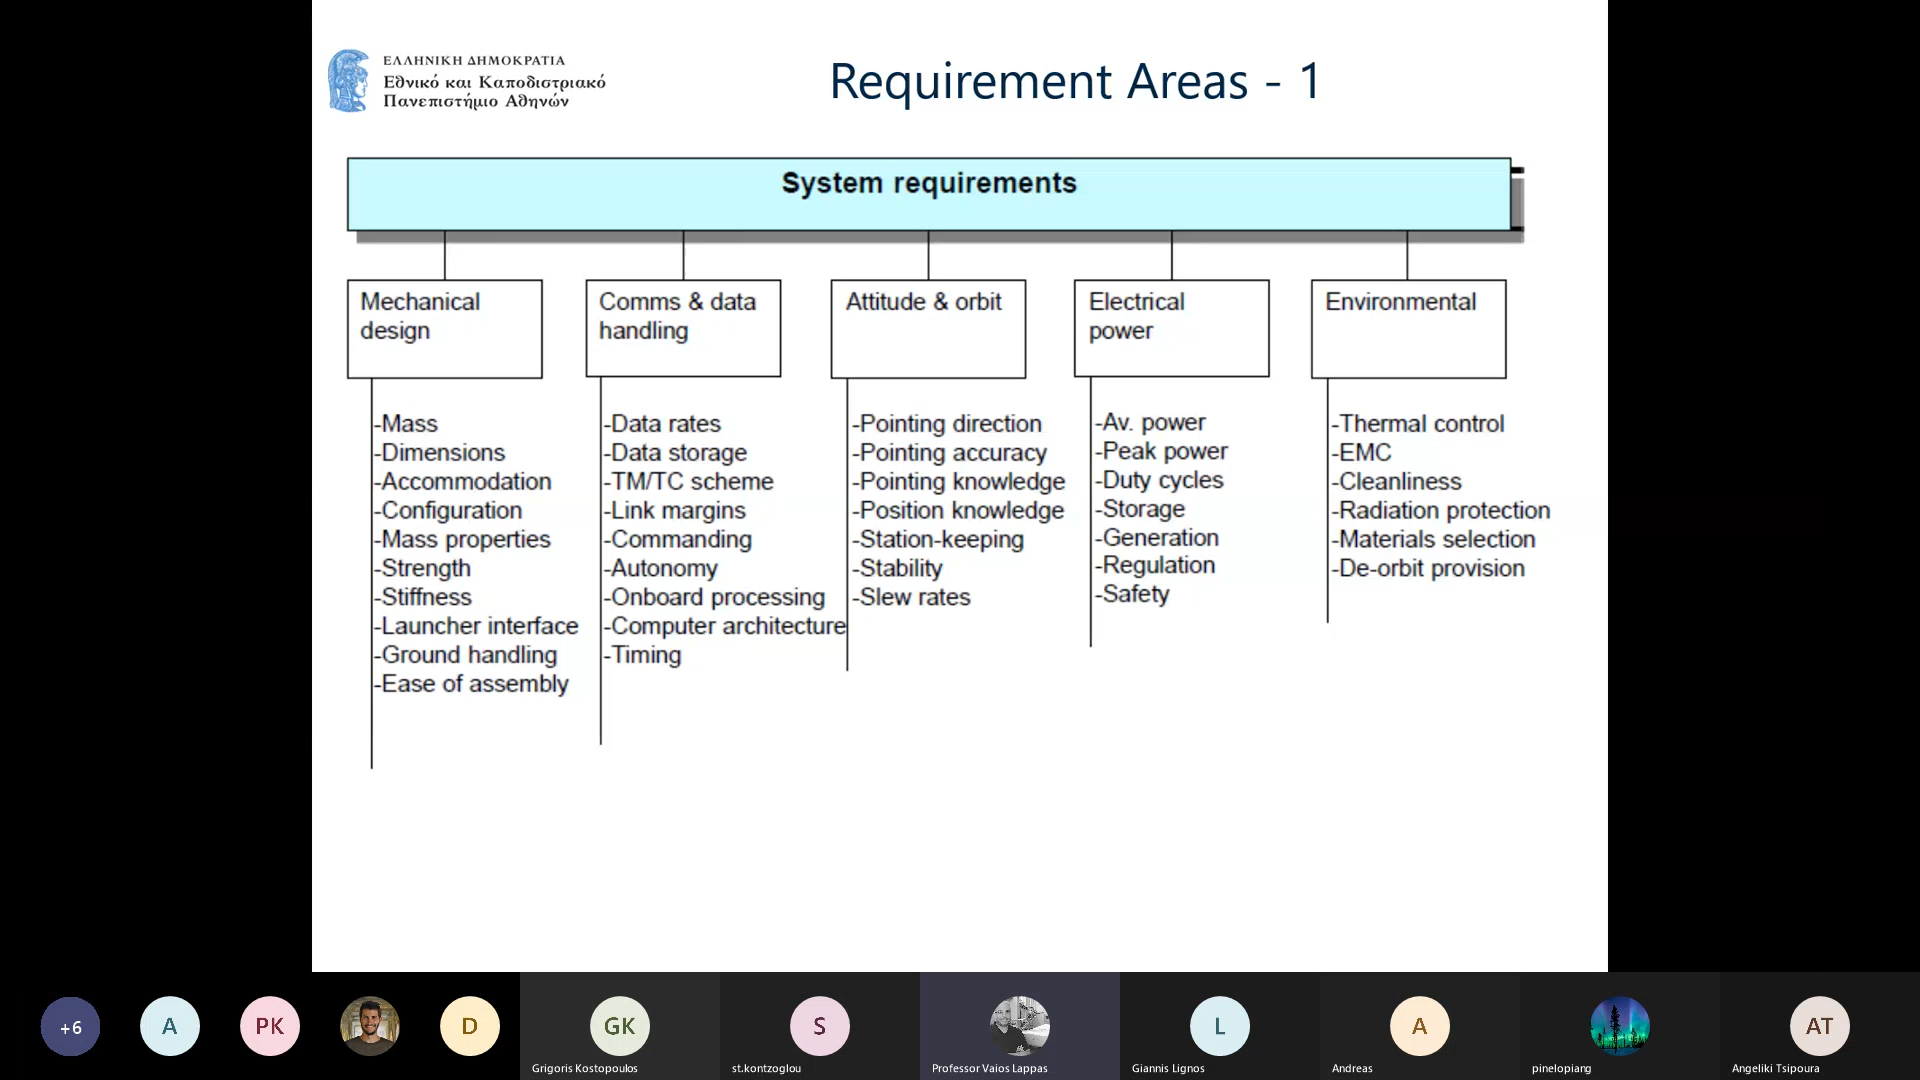 ΕΛΛΗΝΙΚΗ ΔΗΜΟΚΡΑΤΙΑ
Εθνικό και Καποδιστριακό
Πανεπιστήμιο Αθηνών
Requirement Areas - 1
System requirements
Mechanical
design
-Mass
-Dimensions
-Accommodation
-Configuration
-Mass properties
-Strength
-Stiffness
-Launcher interface
-Ground handling
-Ease of assembly
Comms & data
handling
-Data rates
-Data storage
-TM/TC scheme
-Link margins
-Commanding
-Autonomy
-Onboard processing
-Computer architecture
-Timing
Attitude & orbit
-Pointing direction
-Pointing accuracy
-Pointing knowledge
-Position knowledge
-Station-keeping
-Stability
-Slew rates
Electrical
power
-Av. power
-Peak power
-Duty cycles
-Storage
-Generation
-Regulation
-Safety
Environmental
-Thermal control
-EMC
-Cleanliness
-Radiation protection
-Materials selection
-De-orbit provision
+6
A
PK
D
GK
Grigoris Kostopoulos
S
st.kontzoglou
Professor Vaios Lappas
L
Giannis Lignos
A
Andreas
pinelopiang
AT
Angeliki Tsipoura